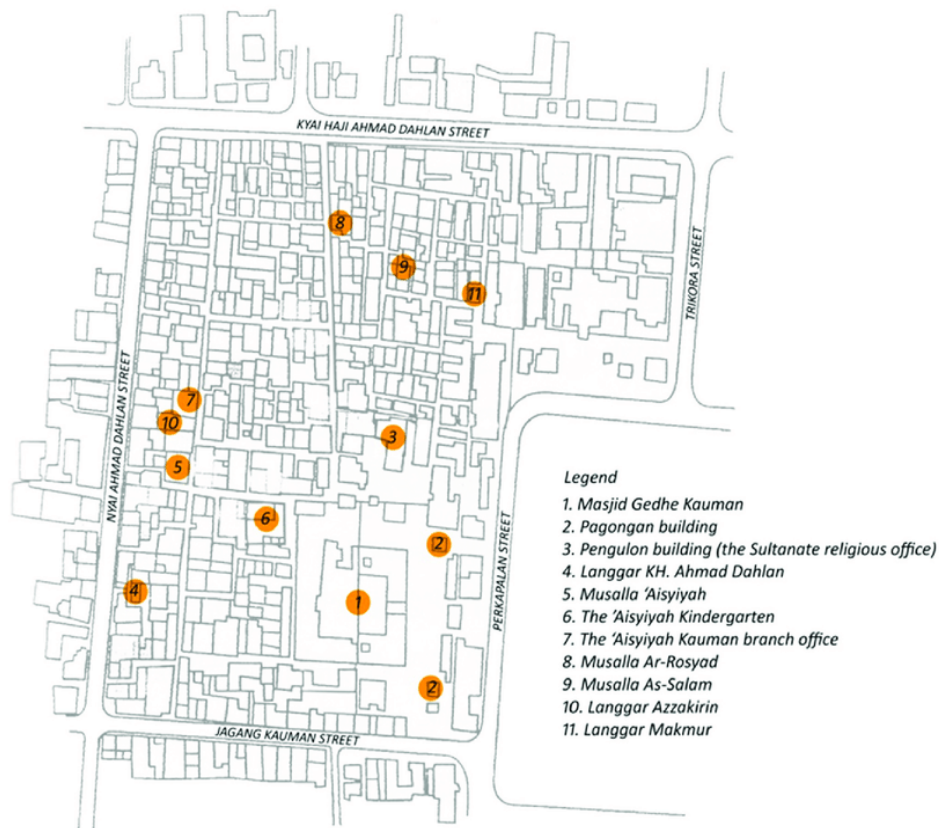 KYAI HAJI AHMAD DAHLAN STREET
8
9
11
TRIKORA STREET
NYAI AHMAD DAHLAN STREET
7
10
3
5
6
2
4
1
PERKAPALAN STREET
2
JAGANG KAUMAN STREET
Legend
1. Masjid Gedhe Kauman
2. Pagongan building
3. Pengulon building (the Sultanate religious office)
4. Langgar KH. Ahmad Dahlan
5. Musalla ‘Aisyiyah
6. The ‘Aisyiyah Kindergarten
7. The ‘Aisyiyah Kauman branch office
8. Musalla Ar-Rosyad
9. Musalla As-Salam
10. Langgar Azzakirin
11. Langgar Makmur